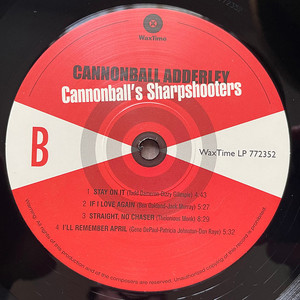 WaxTime
CANNONBALL ADDERLEY
Cannonball's Sharpshooters
B
WaxTime LP 772352
1 STAY ON IT (Tadd Dameron-Dizzy Gillespie) 6:43
2 IF I LOVE AGAIN (Ben Oakland-Jack Murray) 5:27
3 STRAIGHT, NO CHASER (Thelonious Monk) 6:29
4 I'LL REMEMBER APRIL (Gene DePaul-Patricia Johnston-Don Raye) 5:32